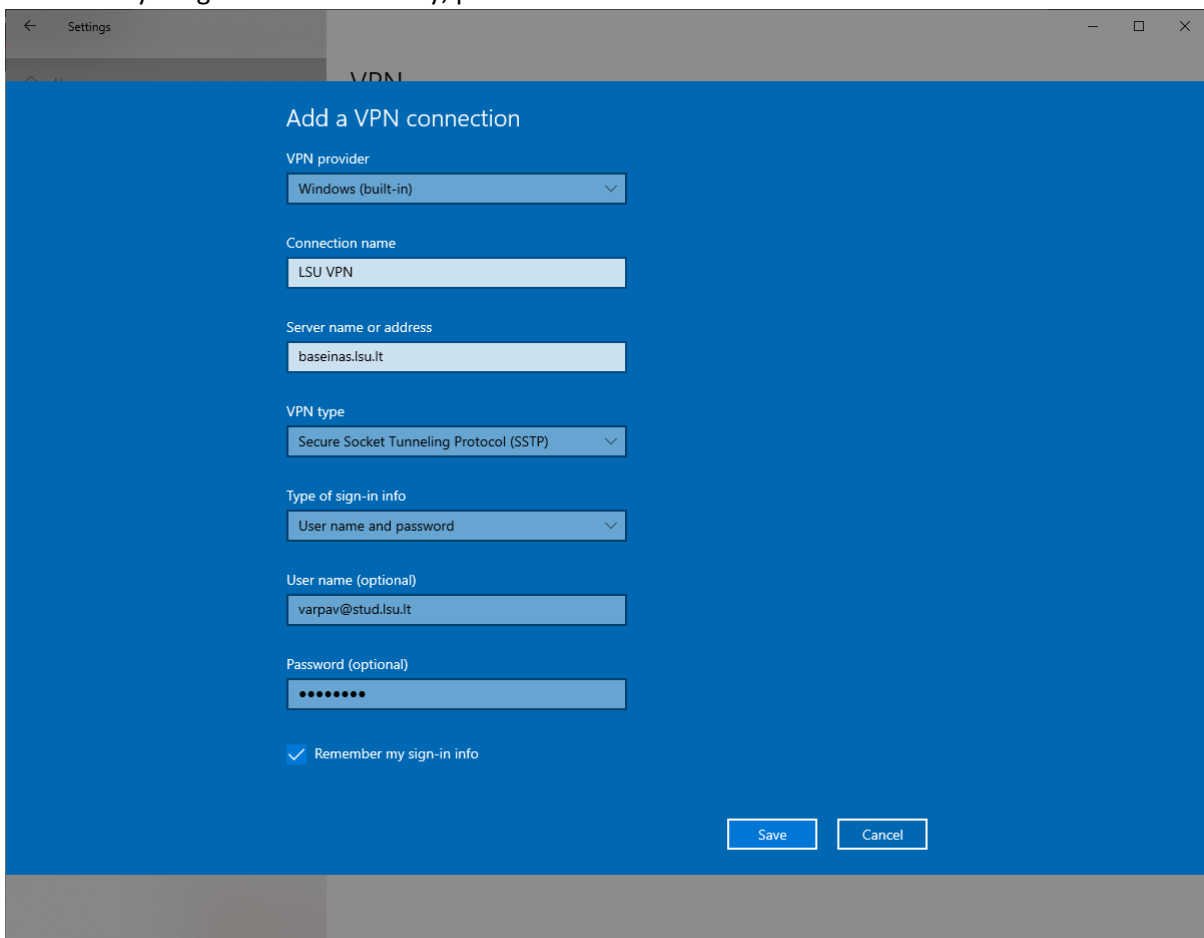 Settings
VPN
Add a VPN connection
VPN provider
Windows (built-in)
Connection name
LSU VPN
Server name or address
baseinas.lsu.lt
VPN type
Secure Socket Tunneling Protocol (SSTP)
Type of sign-in info
User name and password
User name (optional)
varpav@stud.lsu.lt
Password (optional)
••••••••
Remember my sign-in info
Save Cancel